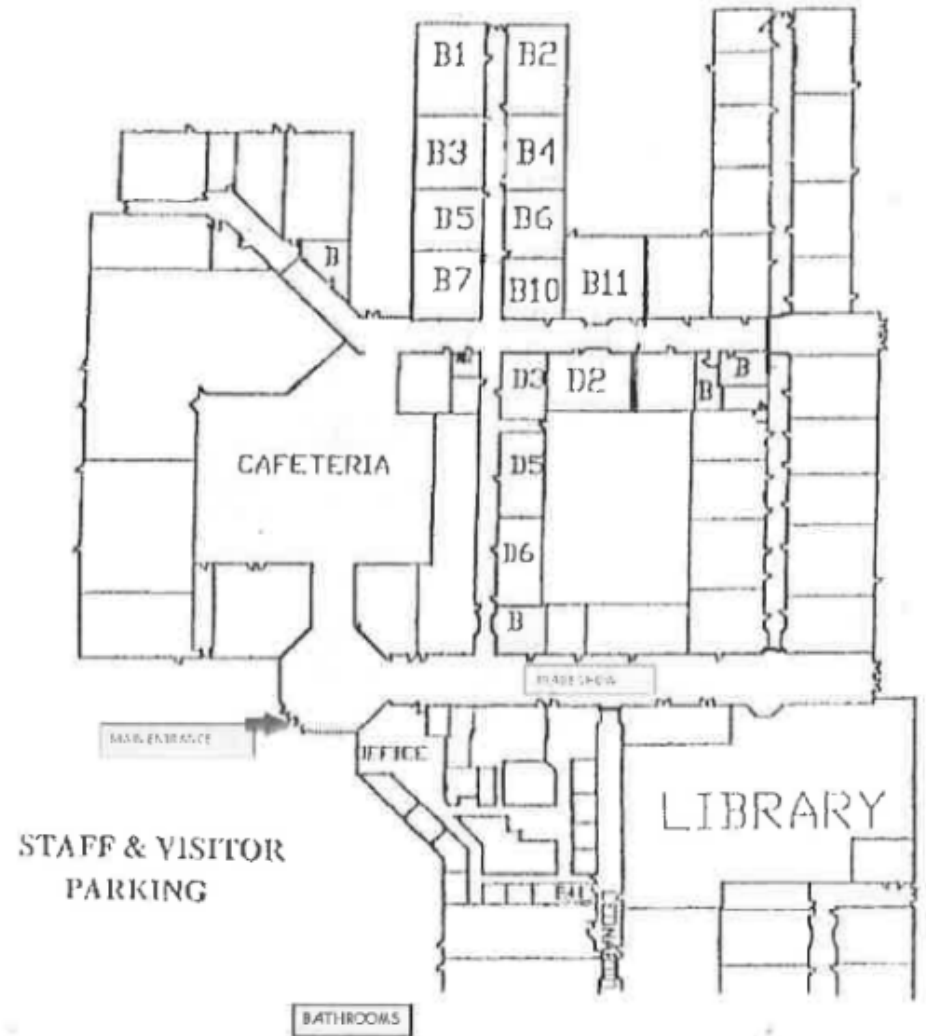 B1
B2
B3
B4
B5
B6
B
B7
B10
B11
D3
D2
B
B
CAFETERIA
D5
D6
B
MAIN ENTRANCE
OFFICE
LIBRARY
STAFF & VISITOR
PARKING
BATHROOMS